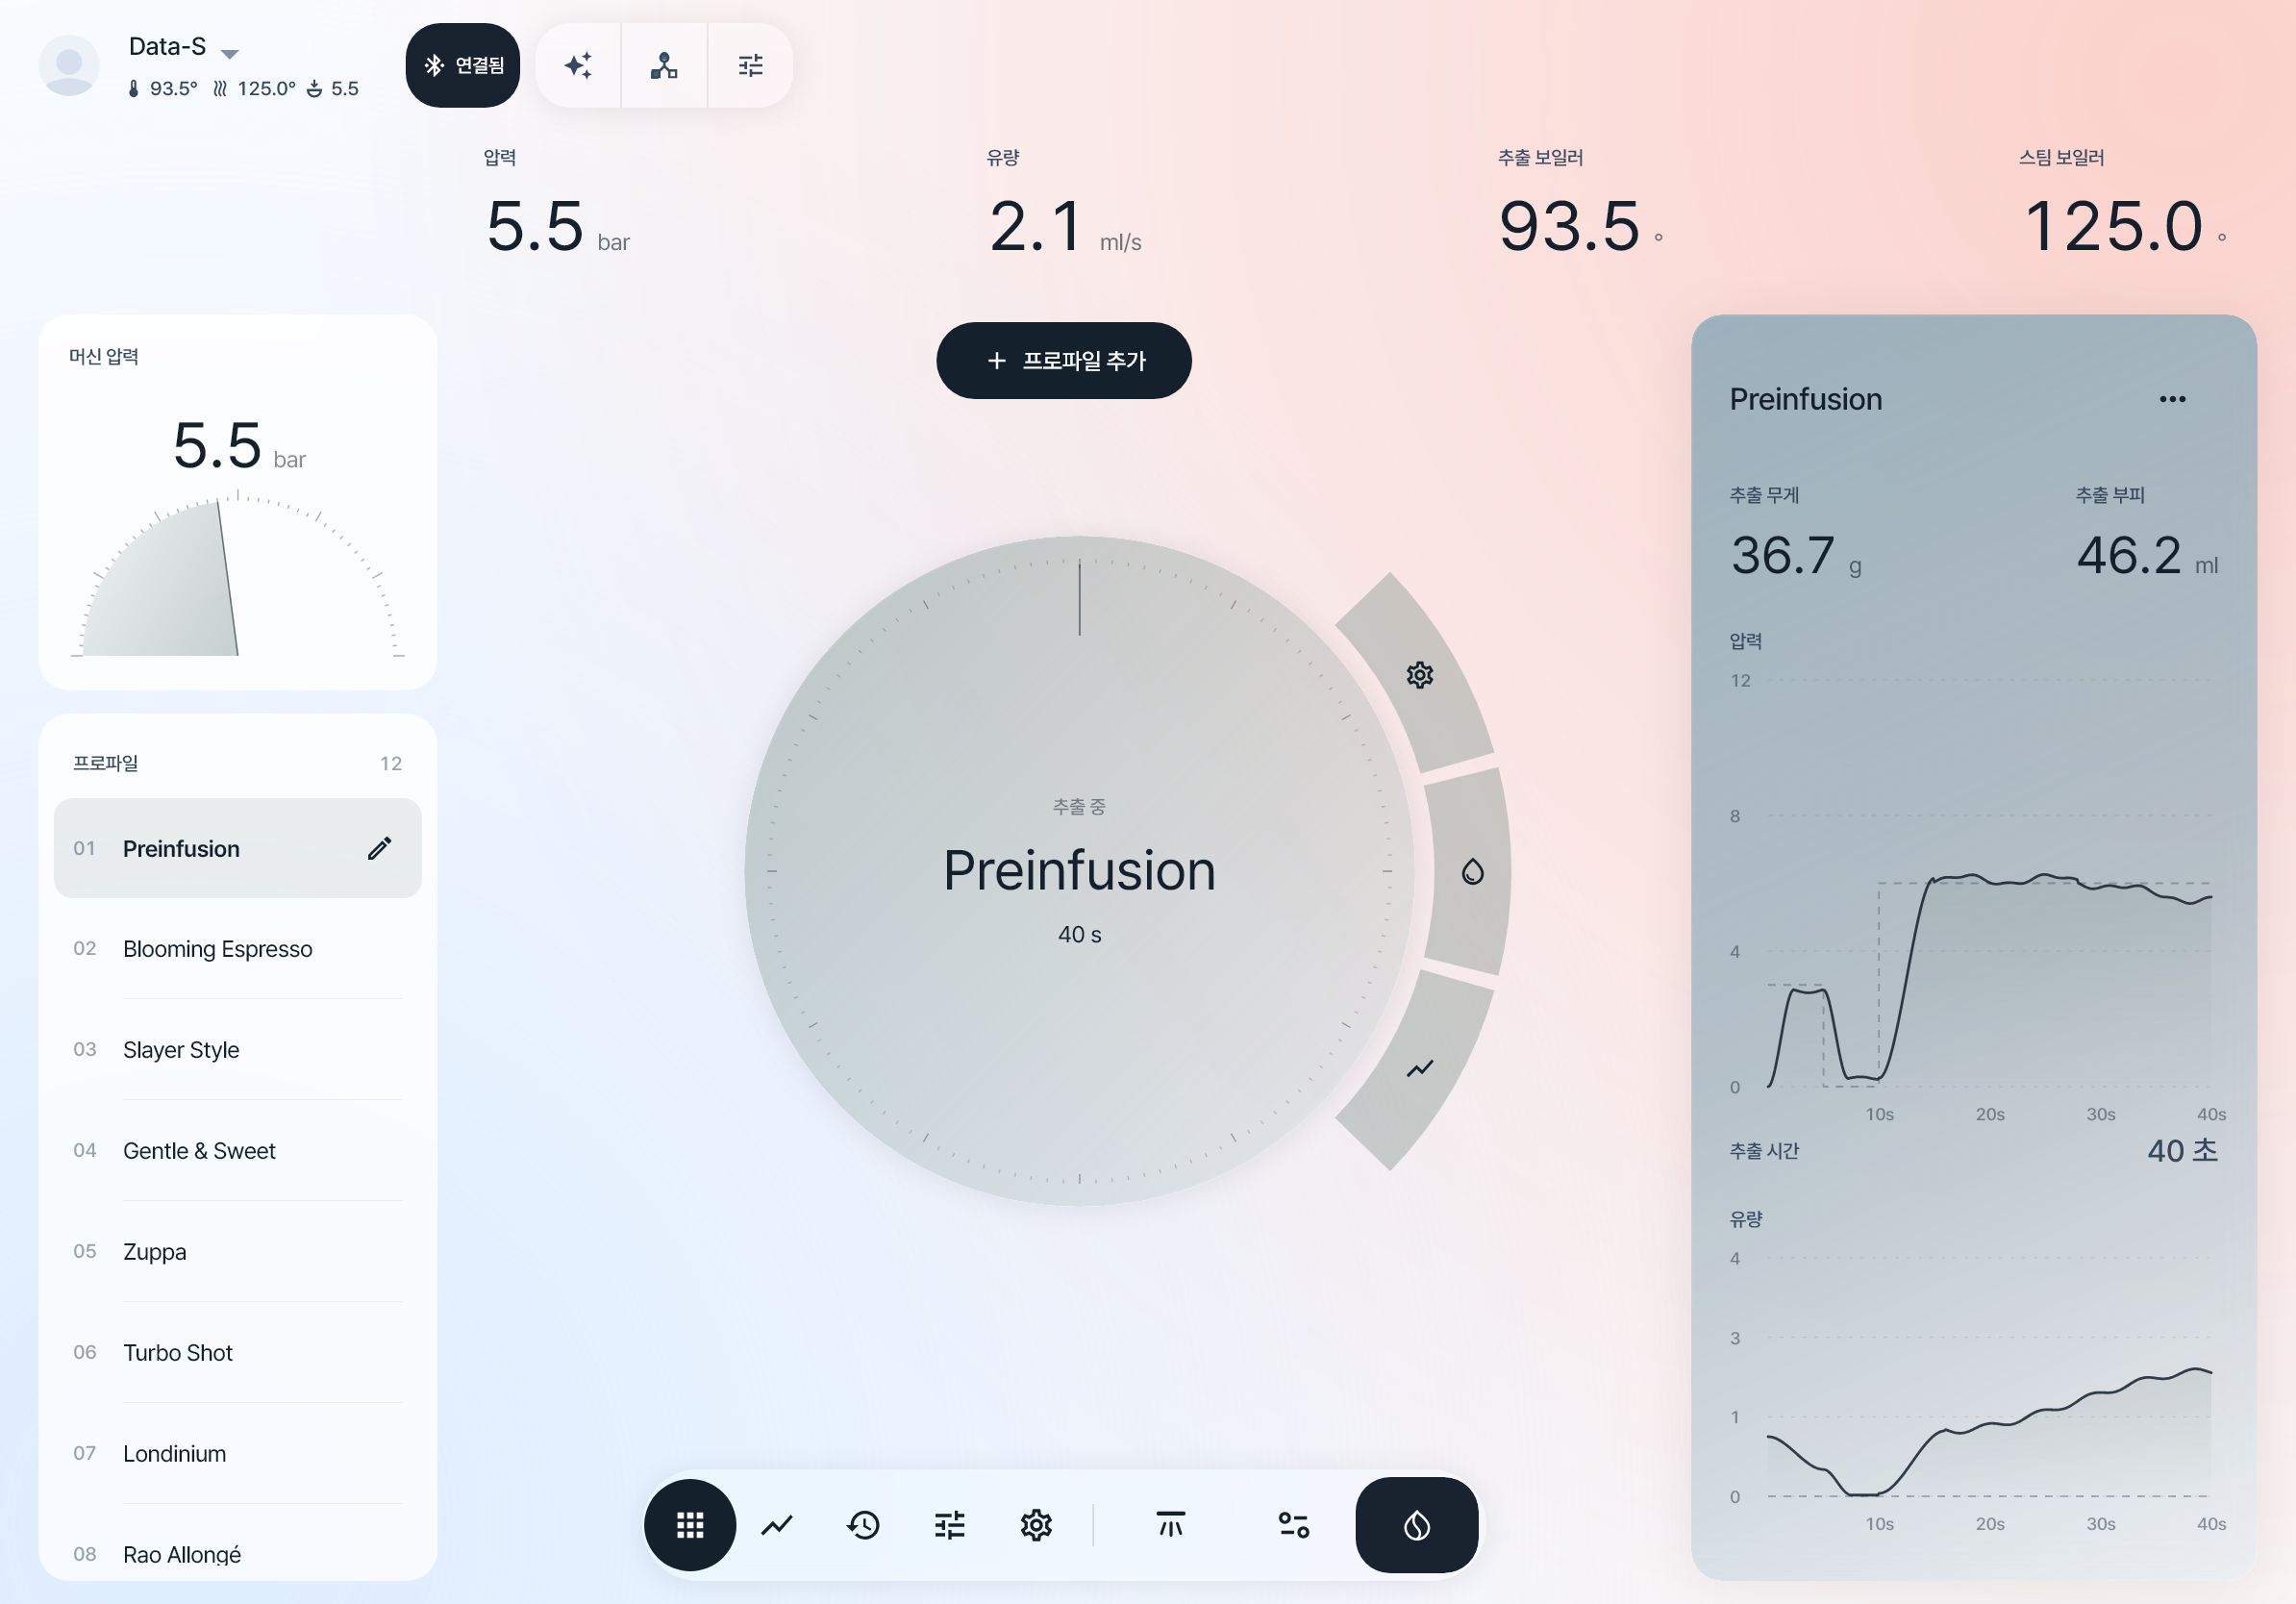 Data-S
93.5° 125.0° 5.5
연결됨
압력
5.5 bar
유량
2.1 ml/s
추출 보일러
93.5 °
스팀 보일러
125.0 °
머신 압력
5.5 bar
프로파일 12
01 Preinfusion
02 Blooming Espresso
03 Slayer Style
04 Gentle & Sweet
05 Zuppa
06 Turbo Shot
07 Londinium
08 Rao Allongé
+ 프로파일 추가
추출 중
Preinfusion
40 s
Preinfusion
추출 무게
36.7 g
추출 부피
46.2 ml
압력
12
8
4
0
10s 20s 30s 40s
추출 시간 40 초
유량
4
3
1
0
10s 20s 30s 40s